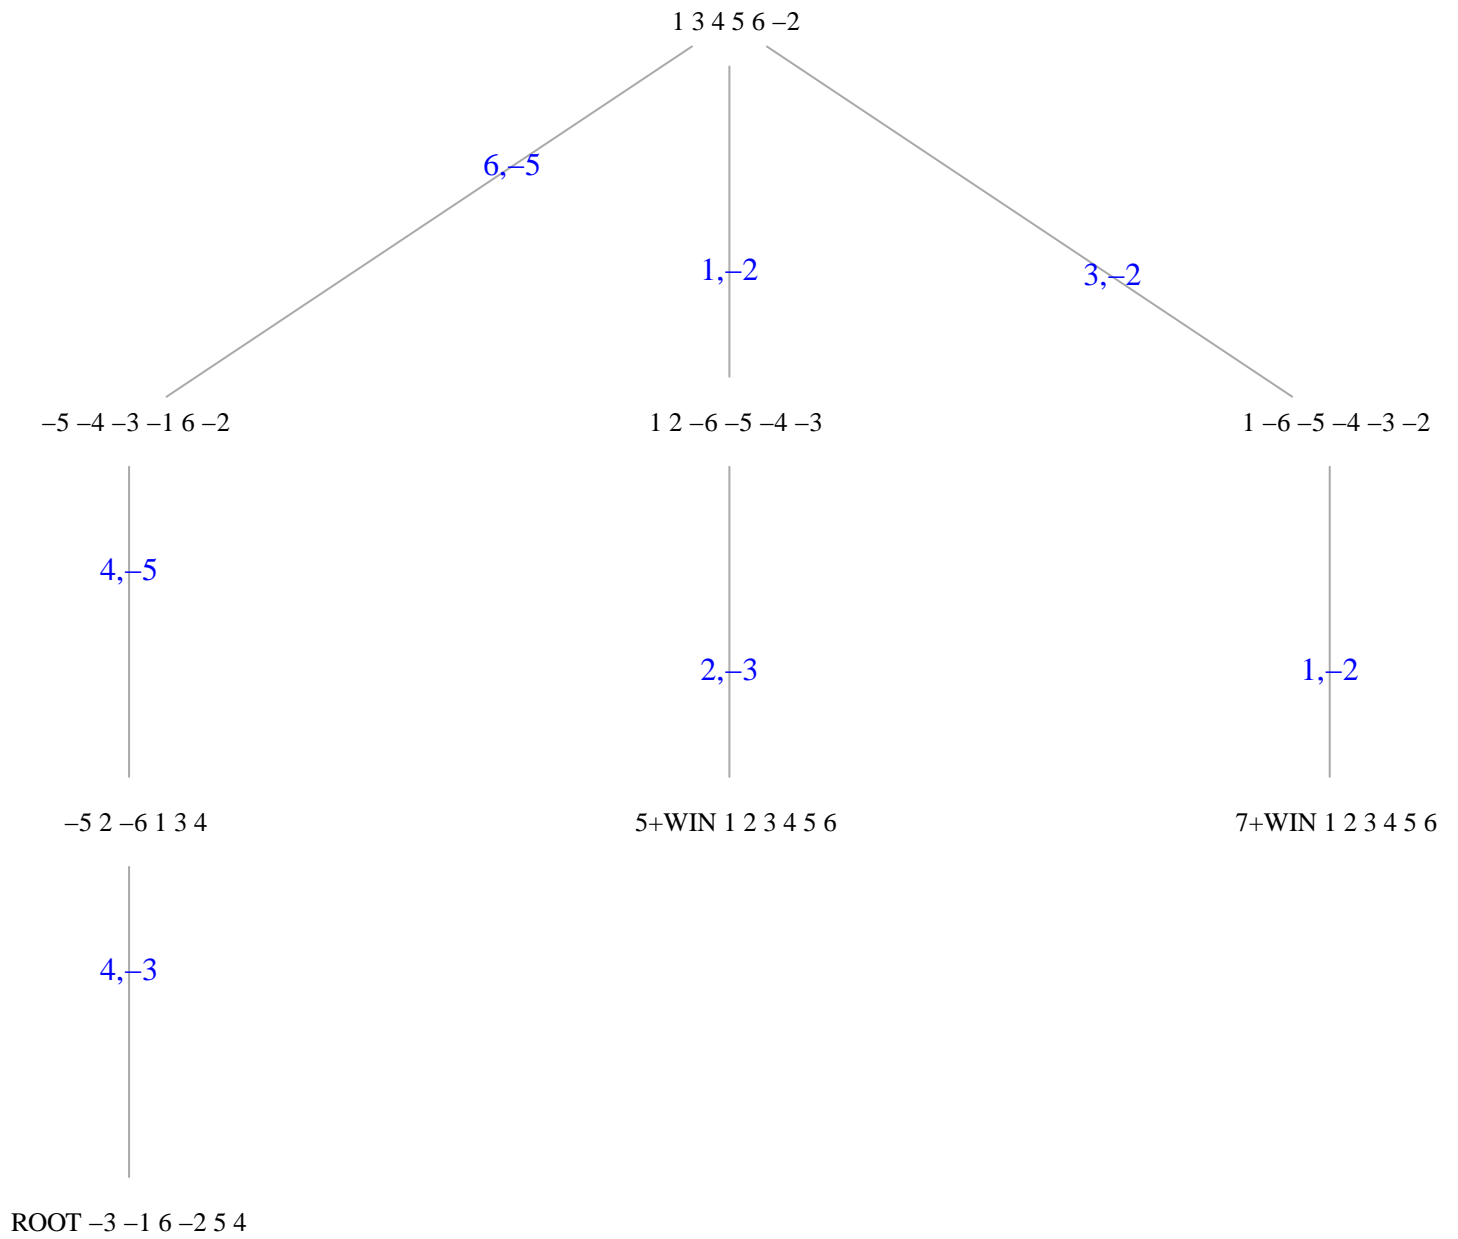 1 3 4 5 6 –2
6,–5
1,–2
3,–2
–5 –4 –3 –1 6 –2
1 2 –6 –5 –4 –3
1 –6 –5 –4 –3 –2
4,–5
2,–3
1,–2
–5 2 –6 1 3 4
5+WIN 1 2 3 4 5 6
7+WIN 1 2 3 4 5 6
4,–3
ROOT –3 –1 6 –2 5 4